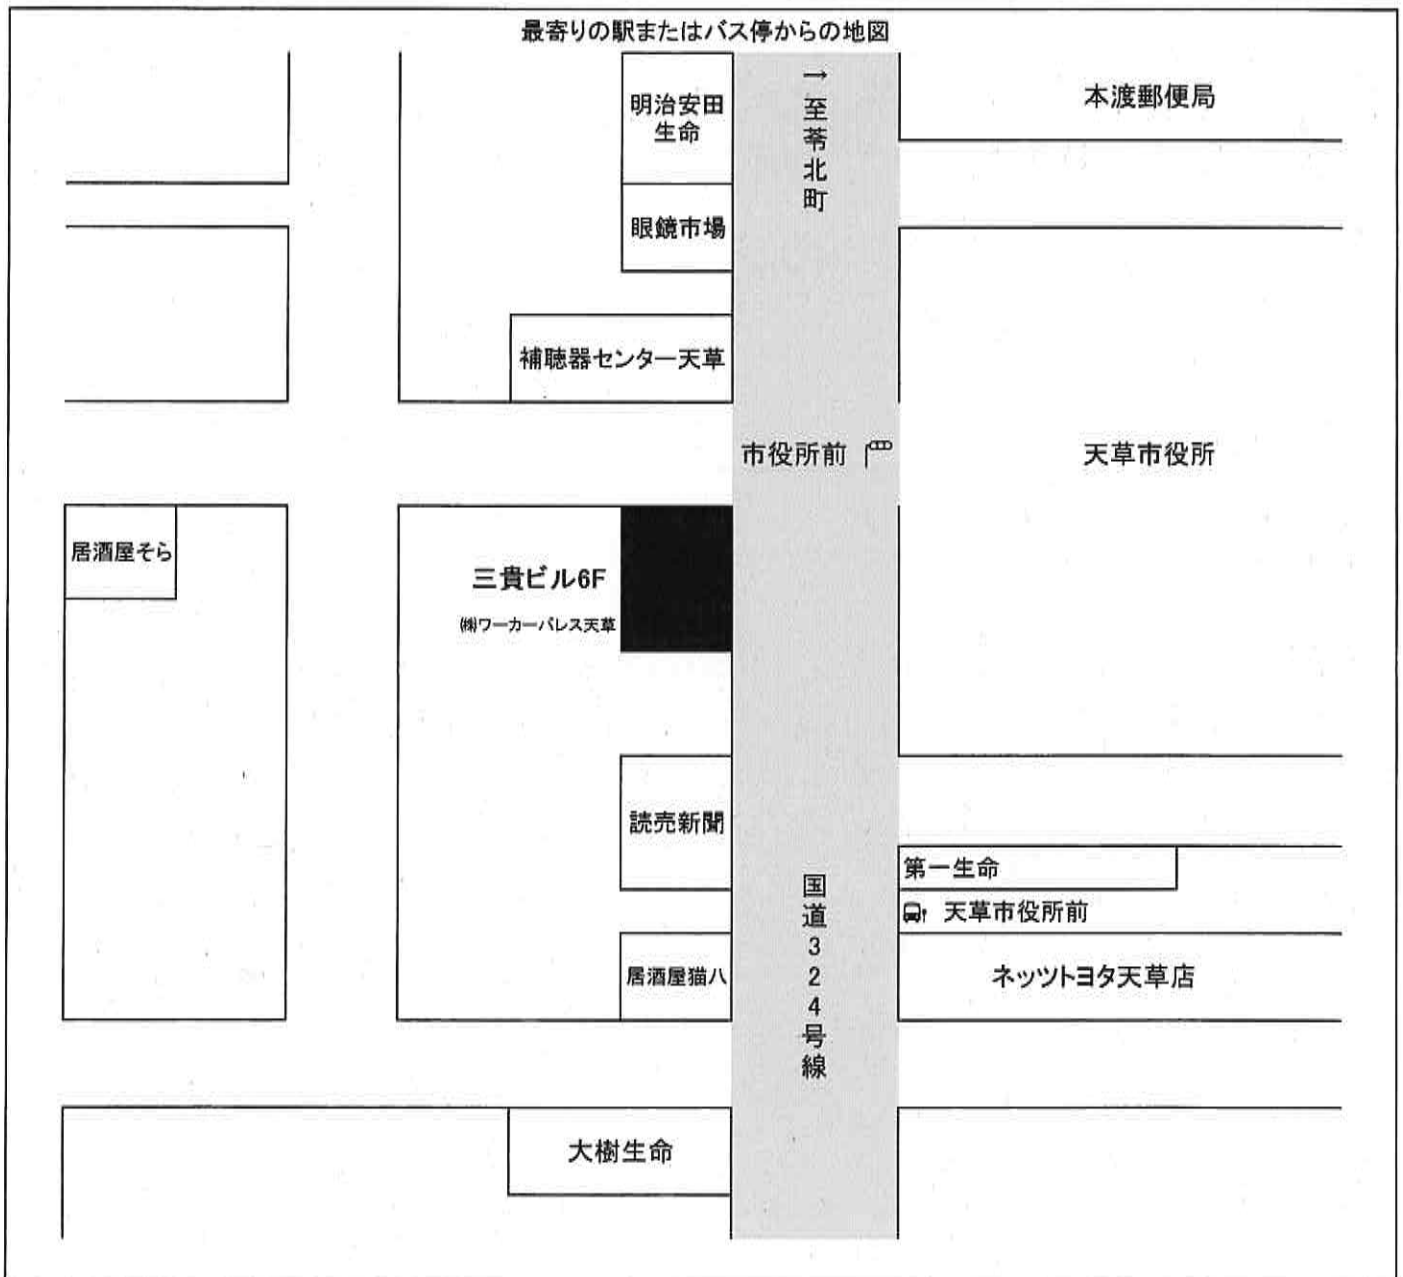 最寄りの駅またはバス停からの地図
明治安田
生命
→至苓北町
本渡郵便局
眼鏡市場
補聴器センター天草
市役所前
天草市役所
居酒屋そら
三貴ビル6F
㈱ワーカーパレス天草
読売新聞
国道324号線
第一生命
天草市役所前
居酒屋猫八
ネッツトヨタ天草店
大樹生命